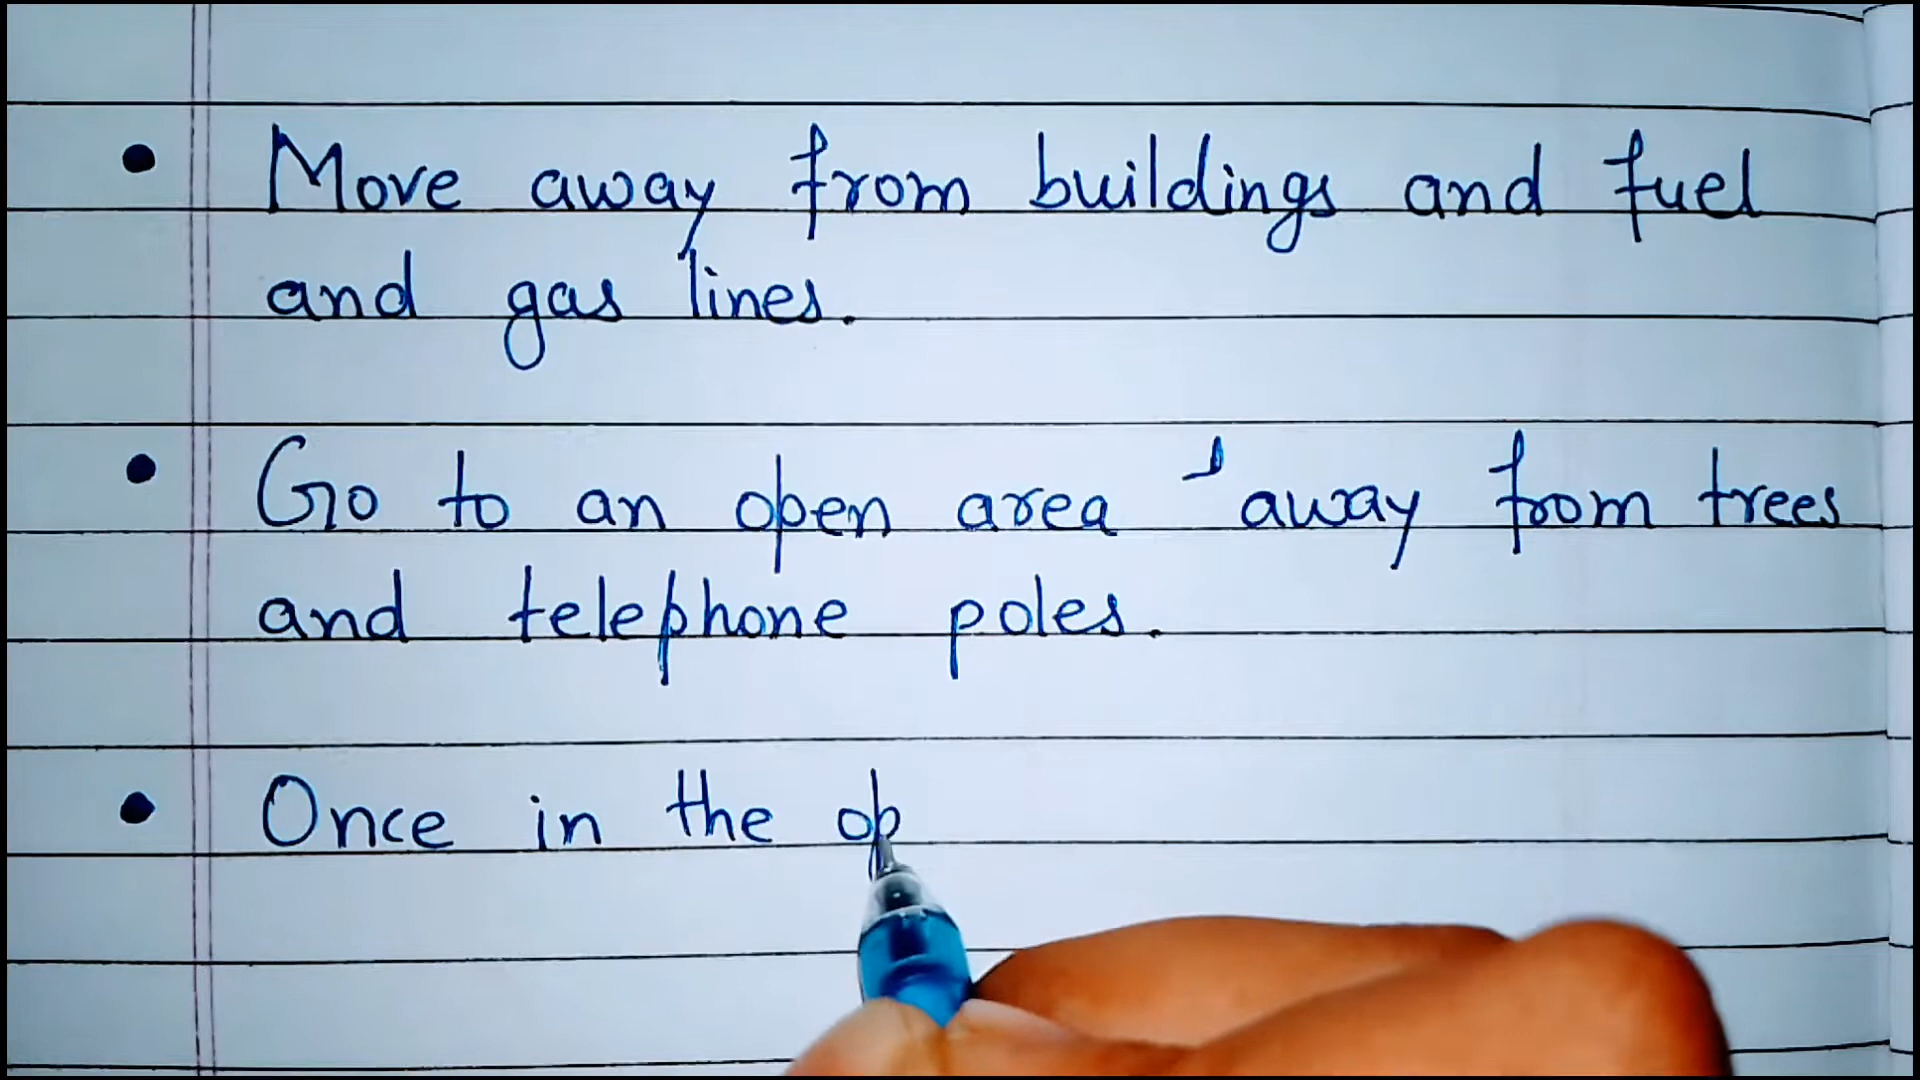 • Move away from buildings and fuel
and gas lines.
• Go to an open area away from trees
and telephone poles.
• Once in the op